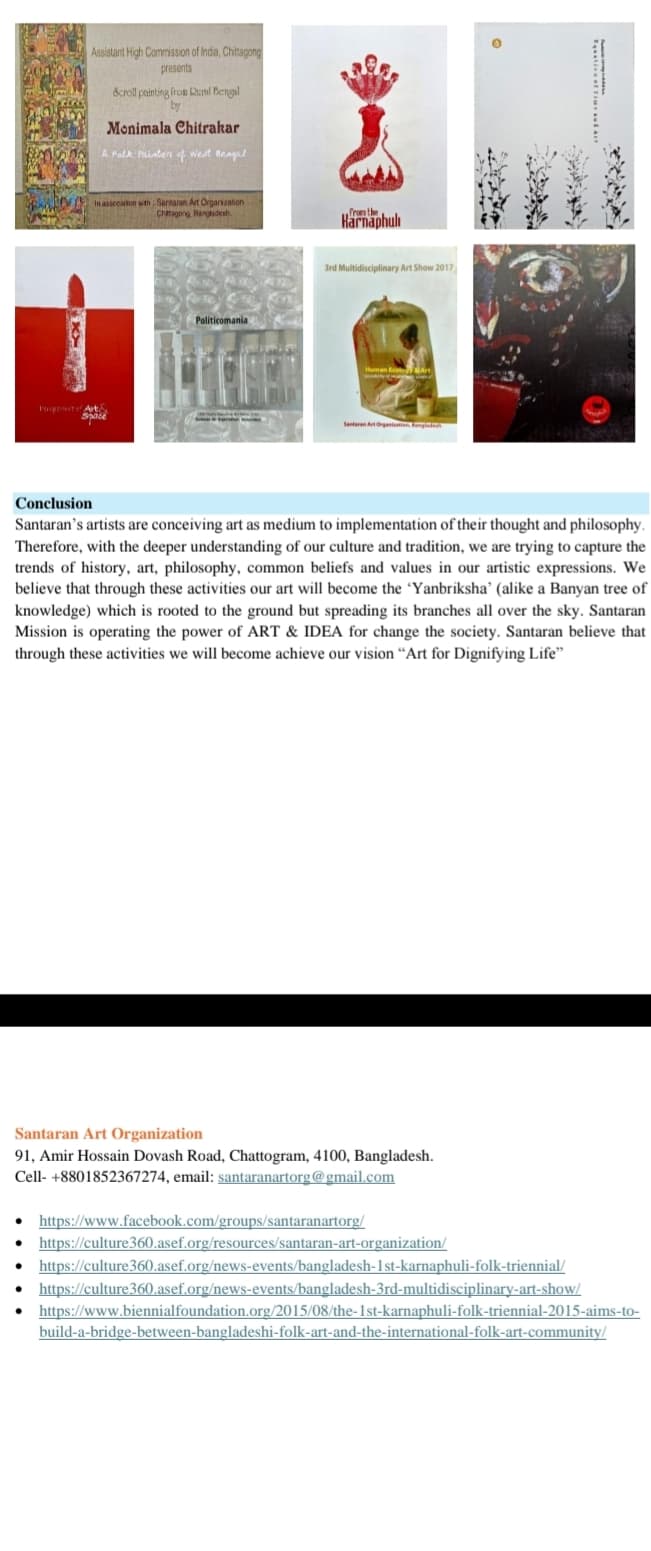 Assistant High Commission of India, Chittagong
presents
Scroll painting from Rural Bengal
by
Monimala Chitrakar
A Folk Painters of West Bengal
In association with : Santaran Art Organization
Chittagong, Bangladesh.
From the
Karnaphuli
XY
Art &
Space
Politicomania
3rd Multidisciplinary Art Show 2017
Human Ecology & Art
Santaran Art Organization, Bangladesh
Conclusion
Santaran’s artists are conceiving art as medium to implementation of their thought and philosophy.
Therefore, with the deeper understanding of our culture and tradition, we are trying to capture the
trends of history, art, philosophy, common beliefs and values in our artistic expressions. We
believe that through these activities our art will become the ‘Yanbriksha’ (alike a Banyan tree of
knowledge) which is rooted to the ground but spreading its branches all over the sky. Santaran
Mission is operating the power of ART & IDEA for change the society. Santaran believe that
through these activities we will become achieve our vision “Art for Dignifying Life”
Santaran Art Organization
91, Amir Hossain Dovash Road, Chattogram, 4100, Bangladesh.
Cell- +8801852367274, email: santaranartorg@gmail.com
• https://www.facebook.com/groups/santaranartorg/
• https://culture360.asef.org/resources/santaran-art-organization/
• https://culture360.asef.org/news-events/bangladesh-1st-karnaphuli-folk-triennial/
• https://culture360.asef.org/news-events/bangladesh-3rd-multidisciplinary-art-show/
• https://www.biennialfoundation.org/2015/08/the-1st-karnaphuli-folk-triennial-2015-aims-to-
build-a-bridge-between-bangladeshi-folk-art-and-the-international-folk-art-community/